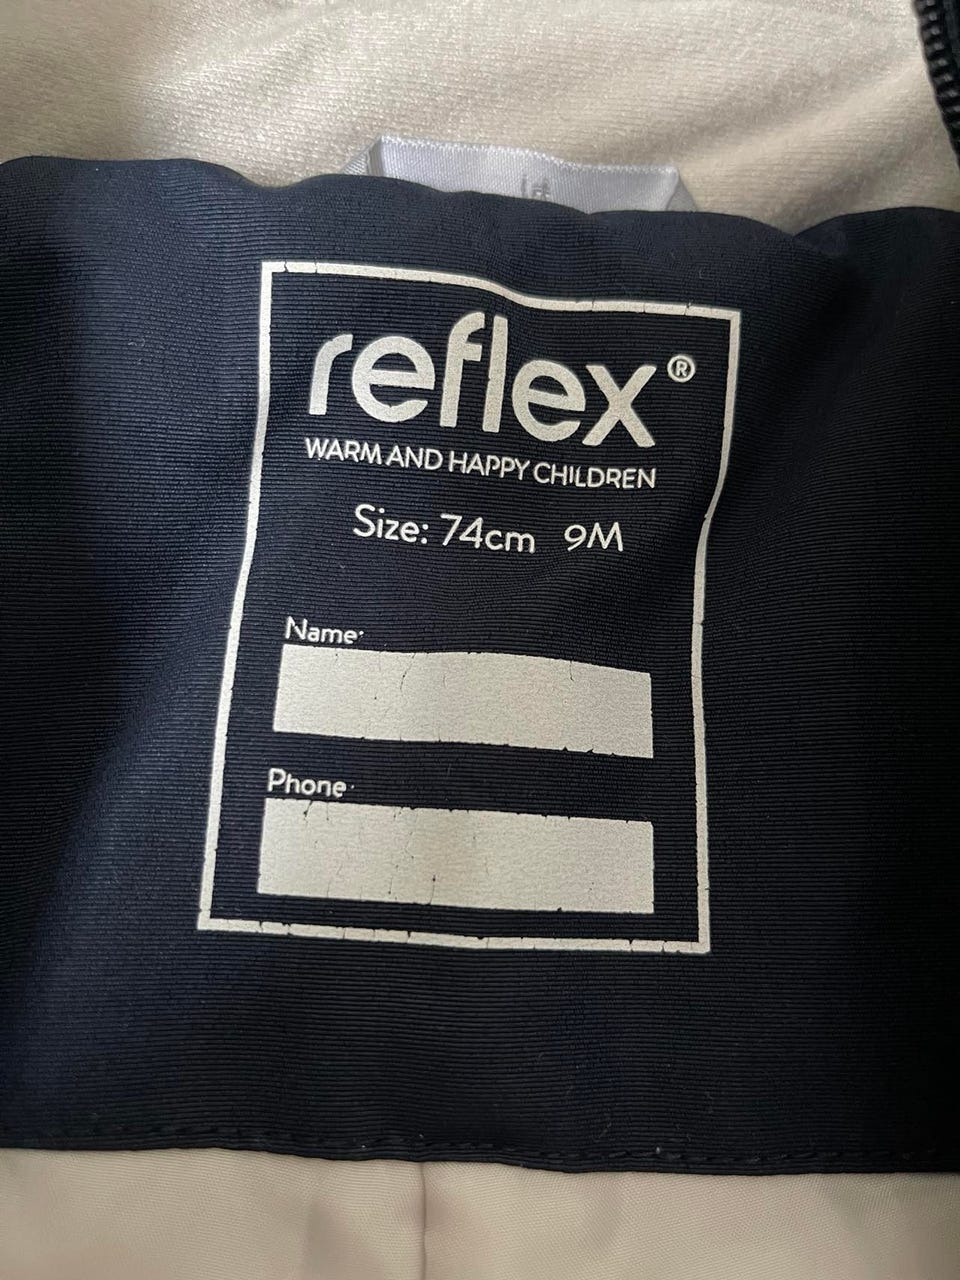 reflex®
WARM AND HAPPY CHILDREN
Size: 74cm 9M
Name:
Phone: